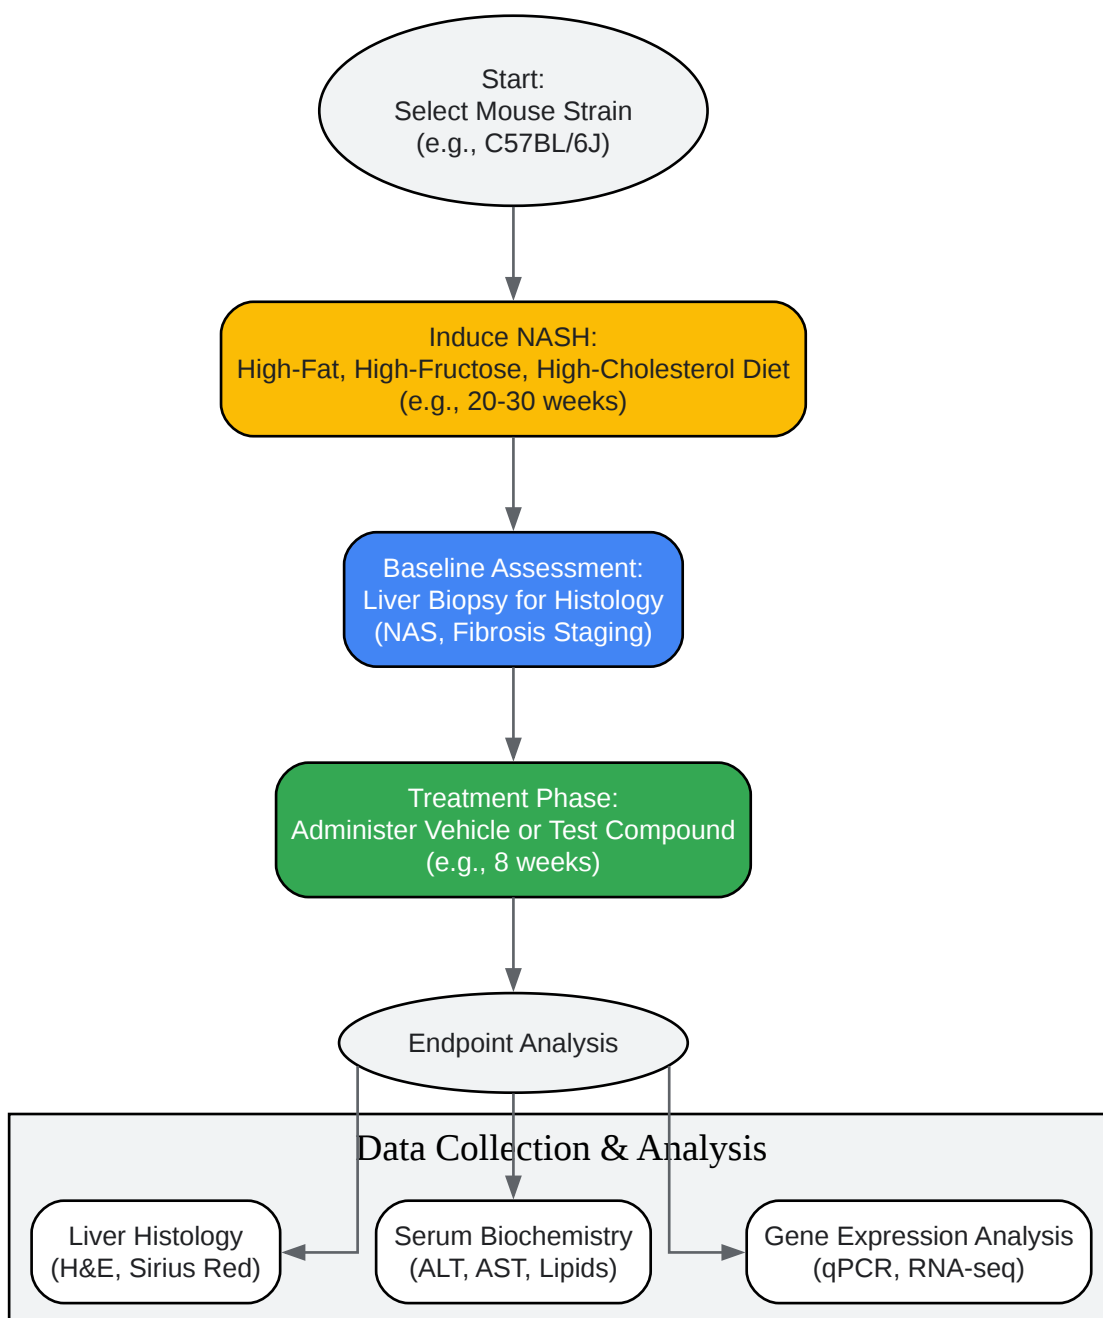 Start:
Select Mouse Strain
(e.g., C57BL/6J)
Induce NASH:
High-Fat, High-Fructose, High-Cholesterol Diet
(e.g., 20-30 weeks)
Baseline Assessment:
Liver Biopsy for Histology
(NAS, Fibrosis Staging)
Treatment Phase:
Administer Vehicle or Test Compound
(e.g., 8 weeks)
Endpoint Analysis
Data Collection & Analysis
Liver Histology
(H&E, Sirius Red)
Serum Biochemistry
(ALT, AST, Lipids)
Gene Expression Analysis
(qPCR, RNA-seq)